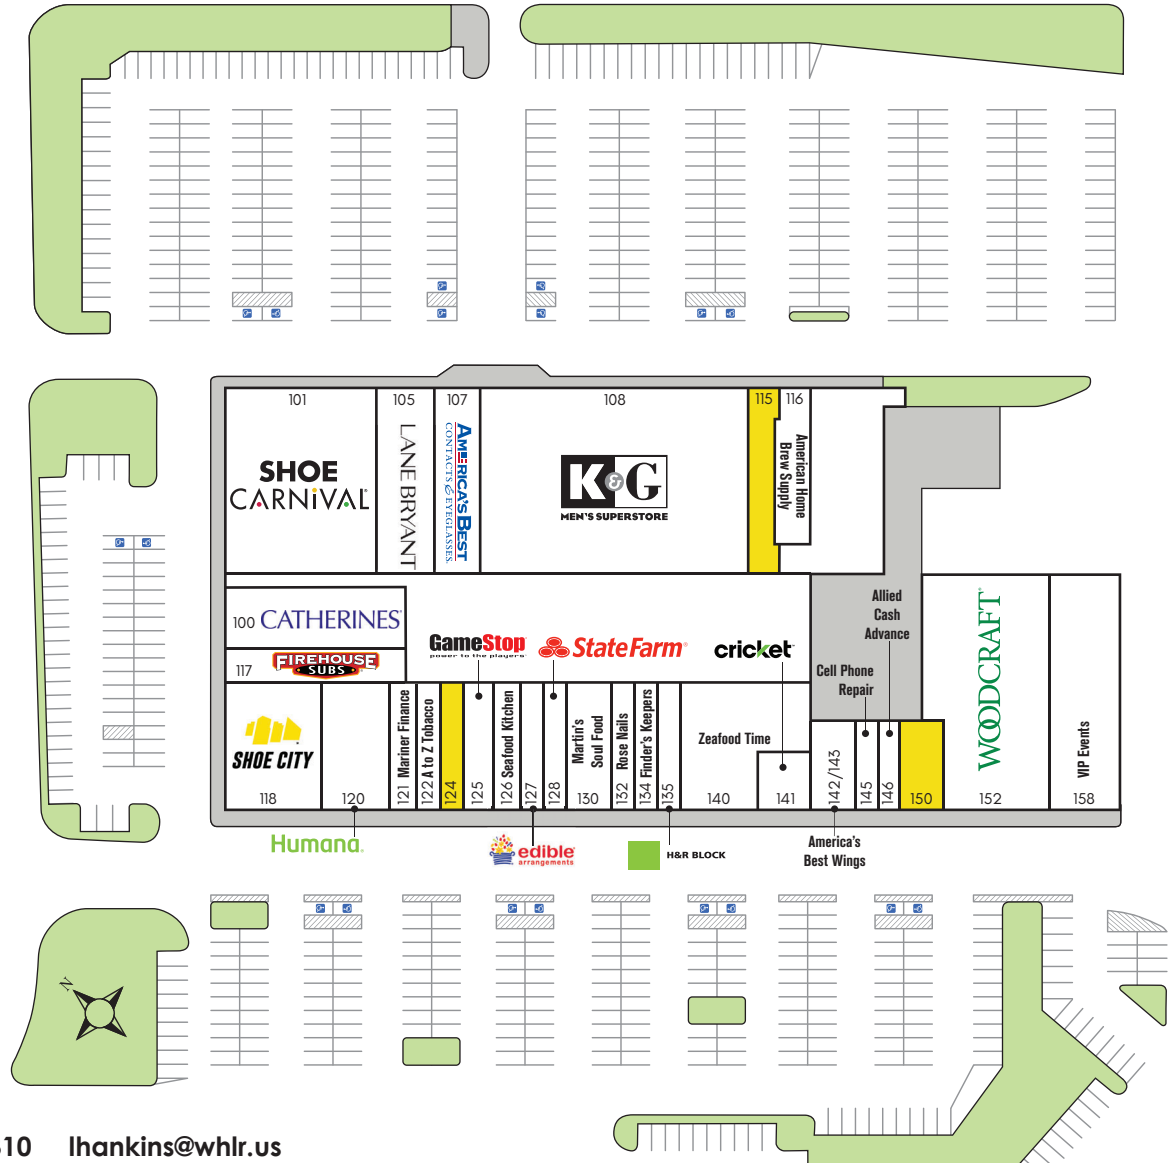 101
105
107
108
115
116
SHOE
CARNiVAL
LANE BRYANT
AMERICA'S BEST
CONTACTS & EYEGLASSES
K&G
MEN'S SUPERSTORE
American Home
Brew Supply
100 CATHERINES
117 FIREHOUSE
SUBS
GameStop
power to the players
State Farm
cricket
Allied
Cash
Advance
Cell Phone
Repair
WOODCRAFT
VIP Events
SHOE CITY
118
120
121 Mariner Finance
122 A to Z Tobacco
124
125
126 Seafood Kitchen
127
128
Martin's
Soul Food
130
132 Rose Nails
134 Finder's Keepers
135
Zeafood Time
140
141
142/143
145
146
150
152
158
Humana
edible
arrangements
H&R BLOCK
America's
Best Wings
N
10 lhankins@whlr.us